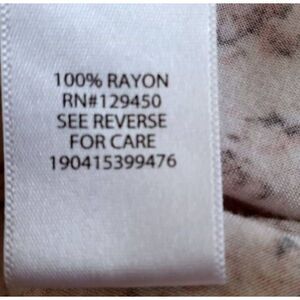 100% RAYON
RN#129450
SEE REVERSE
FOR CARE
190415399476